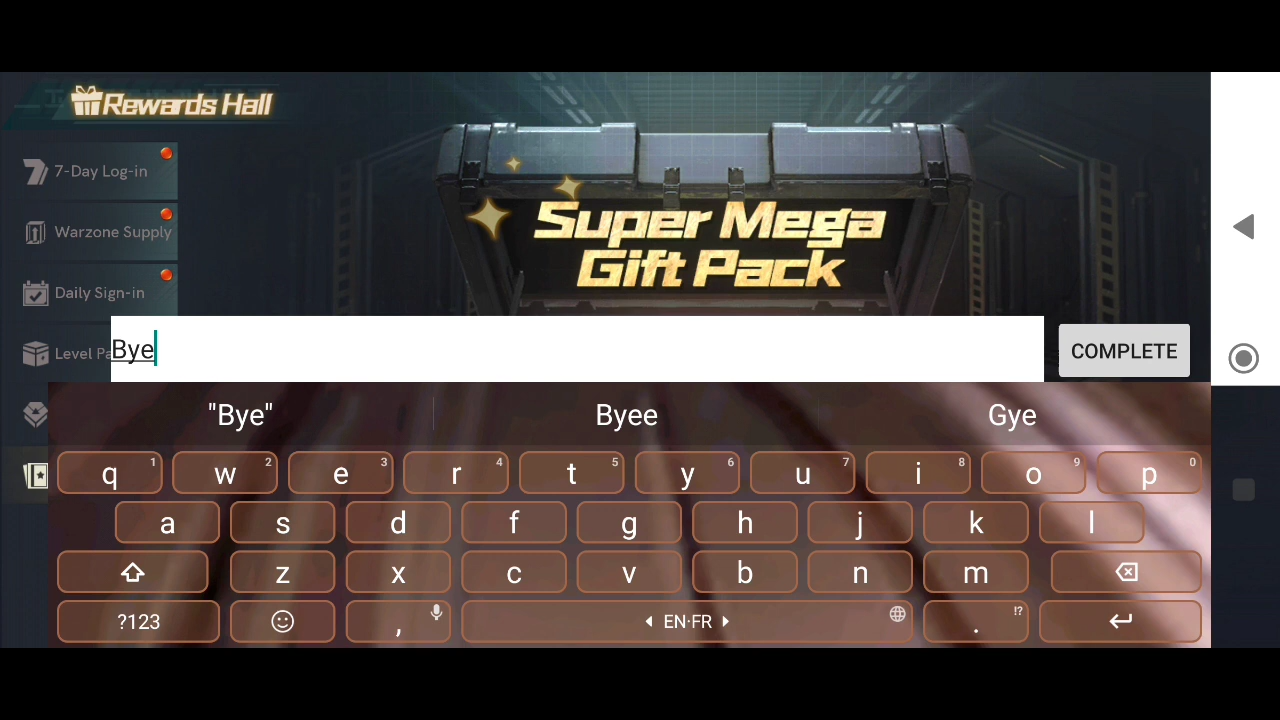 Rewards Hall
7-Day Log-in
Warzone Supply
Daily Sign-in
Level Pa
Super Mega
Gift Pack
Bye
COMPLETE
"Bye"
Byee
Gye
q 1 w 2 e 3 r 4 t 5 y 6 u 7 i 8 o 9 p 0
a s d f g h j k l
z x c v b n m
?123 , EN·FR . !?